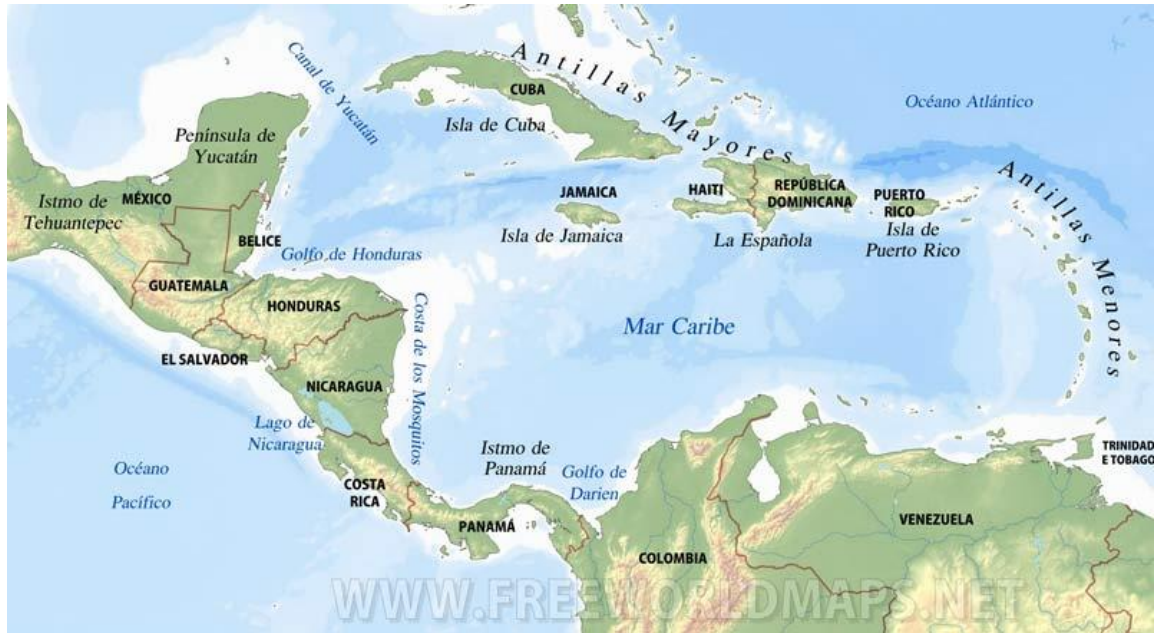 Antillas Mayores
Canal de Yucatán
CUBA
Océano Atlántico
Isla de Cuba
Península de
Yucatán
Antillas Menores
MÉXICO
Istmo de
Tehuantepec
JAMAICA
HAITI
REPÚBLICA
DOMINICANA
PUERTO
RICO
Isla de
Puerto Rico
BELICE
Isla de Jamaica
La Española
Golfo de Honduras
GUATEMALA
HONDURAS
Costa de los Mosquitos
Mar Caribe
EL SALVADOR
NICARAGUA
Lago de
Nicaragua
Istmo de
Panamá
Golfo de
Darien
TRINIDAD
E TOBAGO
Océano
Pacífico
COSTA
RICA
PANAMÁ
VENEZUELA
COLOMBIA
WWW.FREEWORLDMAPS.NET